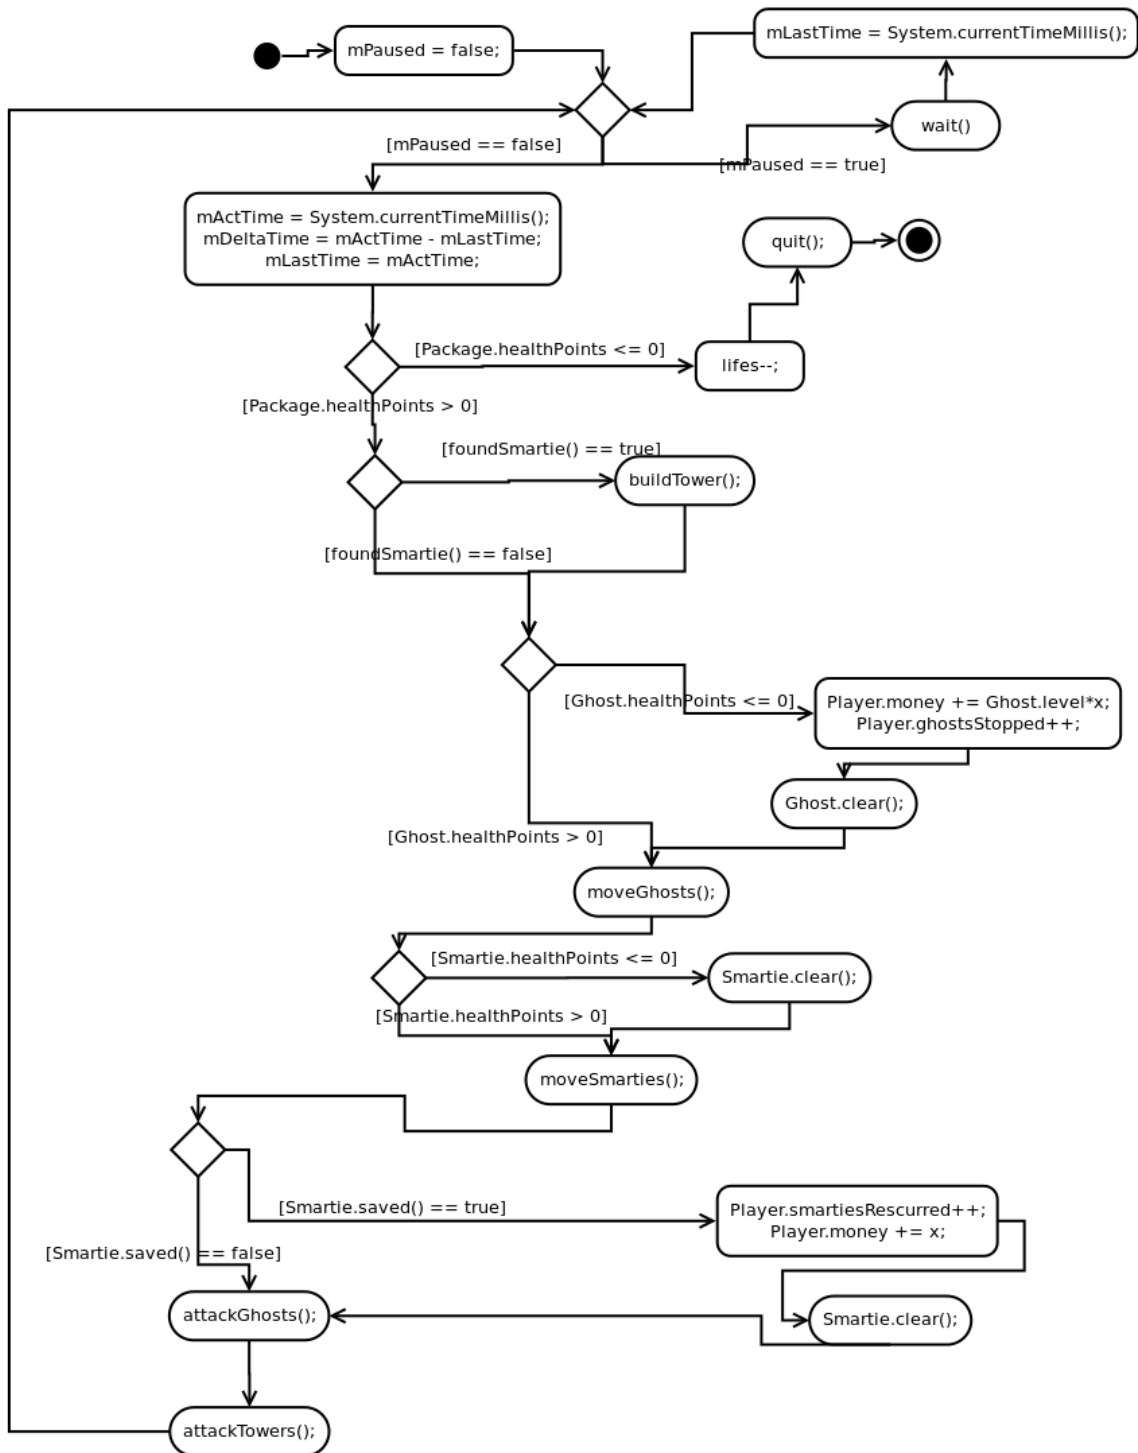 mPaused = false;
mLastTime = System.currentTimeMillis();
wait()
[mPaused == false]
[mPaused == true]
mActTime = System.currentTimeMillis();
mDeltaTime = mActTime - mLastTime;
mLastTime = mActTime;
quit();
[Package.healthPoints <= 0]
lifes--;
[Package.healthPoints > 0]
[foundSmartie() == true]
buildTower();
[foundSmartie() == false]
[Ghost.healthPoints <= 0]
Player.money += Ghost.level*x;
Player.ghostsStopped++;
Ghost.clear();
[Ghost.healthPoints > 0]
moveGhosts();
[Smartie.healthPoints <= 0]
Smartie.clear();
[Smartie.healthPoints > 0]
moveSmarties();
[Smartie.saved() == true]
Player.smartiesRescurred++;
Player.money += x;
[Smartie.saved() == false]
attackGhosts();
Smartie.clear();
attackTowers();